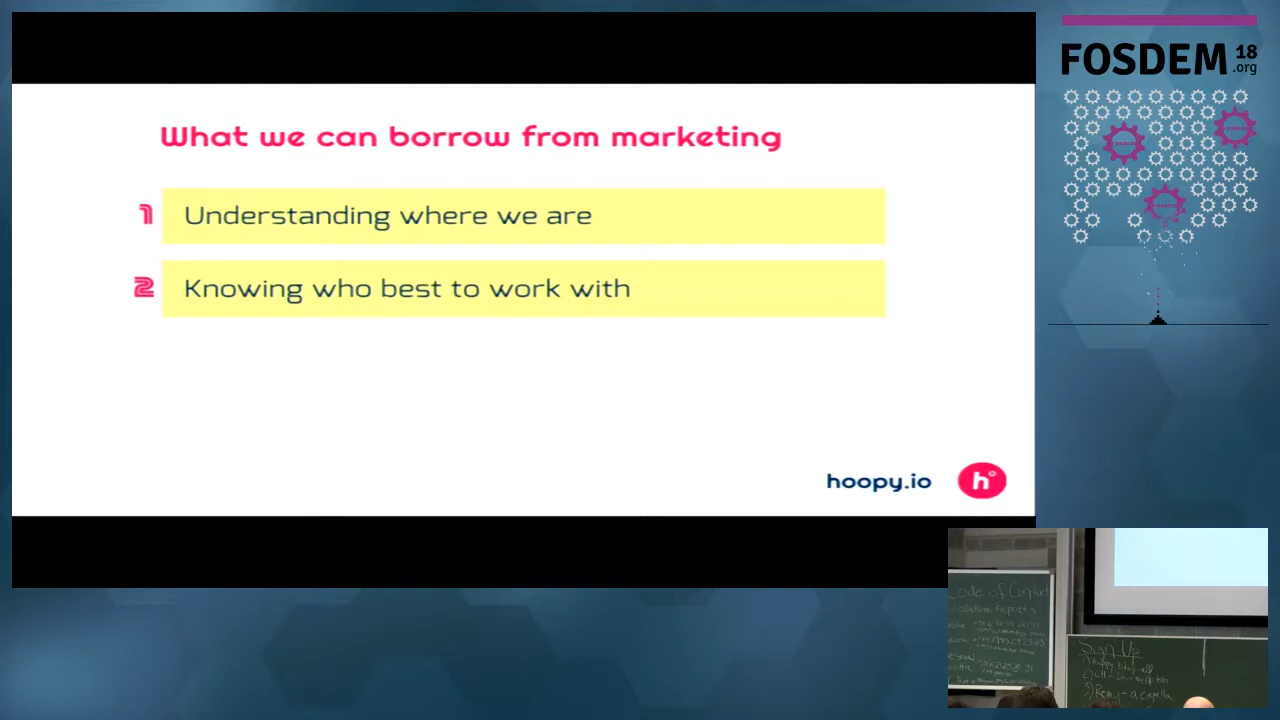 What we can borrow from marketing
1 Understanding where we are
2 Knowing who best to work with
hoopy.io
h°
FOSDEM 18
.org
Code of Conduct
Reports
Sign Up